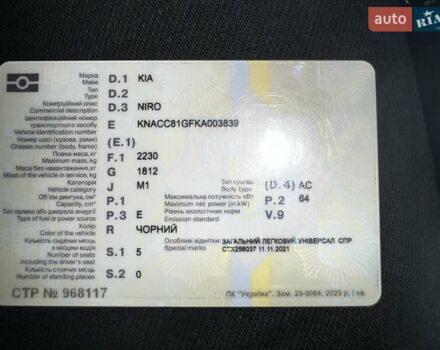 auto RIA
Марка D.1 KIA
Make
Тип D.2
Type
Комерційний опис D.3 NIRO
Commercial description
Ідентифікаційний номер
транспортного засобу E KNACC81GFKA003839
Vehicle identification number
Номер шасі (кузова, рами) (E.1)
Chassis number (body, frame)
Повна маса, кг F.1 2230
Maximum mass, kg
Маса без навантаження, кг G 1812
Mass of the vehicle in service, kg
Категорія J M1 Тип кузова (D.4) AC
Vehicle category Body type
Об'єм двигуна, см³ P.1 Максимальна потужність кВт P.2 64
Capacity, cm³ Maximum net power (in kW)
Тип палива або джерела енергії P.3 E Рівень екологічних норм V.9
Type of fuel or power source Emission standard
Колір R ЧОРНИЙ
Color of the vehicle
Кількість сидячих місць Особливі відмітки ЗАГАЛЬНИЙ ЛЕГКОВИЙ УНІВЕРСАЛ СПР
з місцем водія S.1 5 Special marks СТХ256037 11.11.2021
Number of seats
including the driver's seat
Кількість стоячих місць S.2 0
Number of standing places
СТР № 968117 ПК "Україна". Зам. 23-3064, 2023 р. І кв.